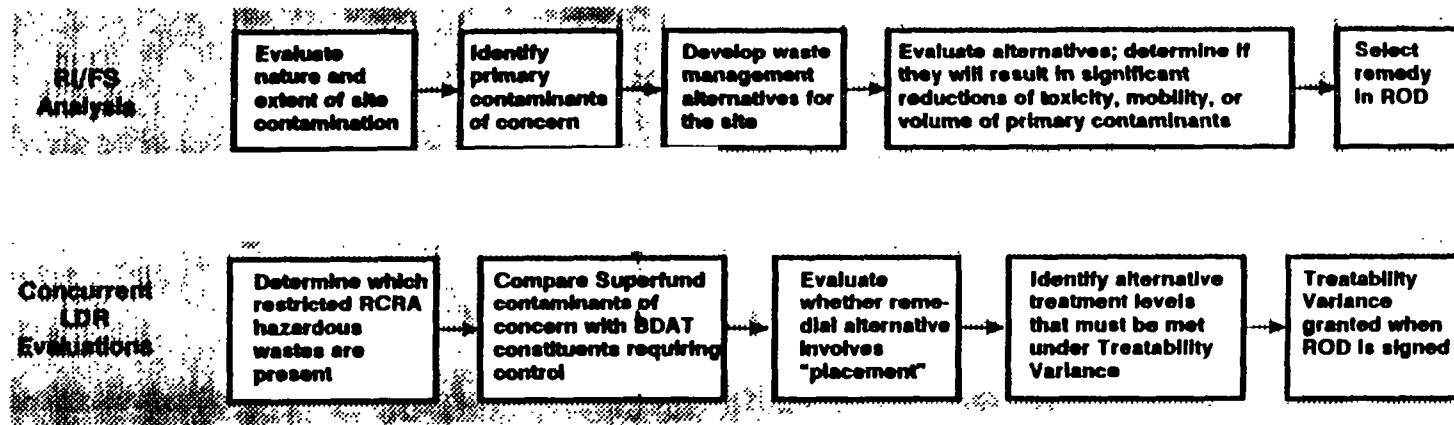 RI/FS
Analysis
Evaluate
nature and
extent of site
contamination
Identify
primary
contaminants
of concern
Develop waste
management
alternatives for
the site
Evaluate alternatives; determine if
they will result in significant
reductions of toxicity, mobility, or
volume of primary contaminants
Select
remedy
in ROD
Concurrent
LDR
Evaluations
Determine which
restricted RCRA
hazardous
wastes are
present
Compare Superfund
contaminants of
concern with BDAT
constituents requiring
control
Evaluate
whether reme-
dial alternative
involves
"placement"
Identify alternative
treatment levels
that must be met
under Treatability
Variance
Treatability
Variance
granted when
ROD is signed